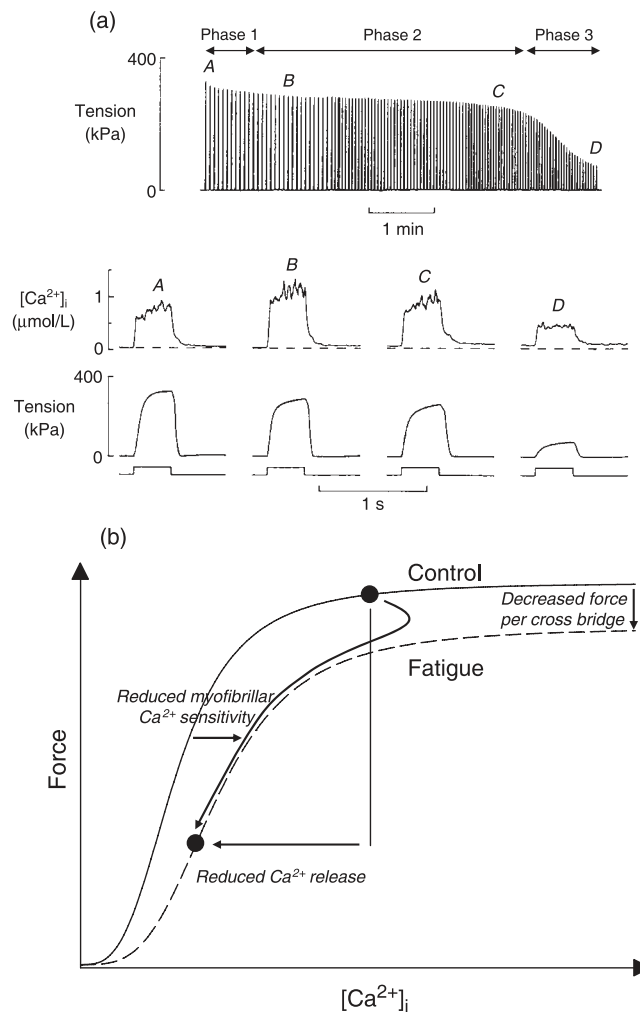 (a)
Phase 1 Phase 2 Phase 3
400
A
B
C
D
Tension
(kPa)
0
1 min
[Ca²⁺]ᵢ
(μmol/L)
1
0
A
B
C
D
400
Tension
(kPa)
0
1 s
(b)
Control
Decreased force
per cross bridge
Fatigue
Reduced myofibrillar
Ca²⁺ sensitivity
Force
Reduced Ca²⁺ release
[Ca²⁺]ᵢ